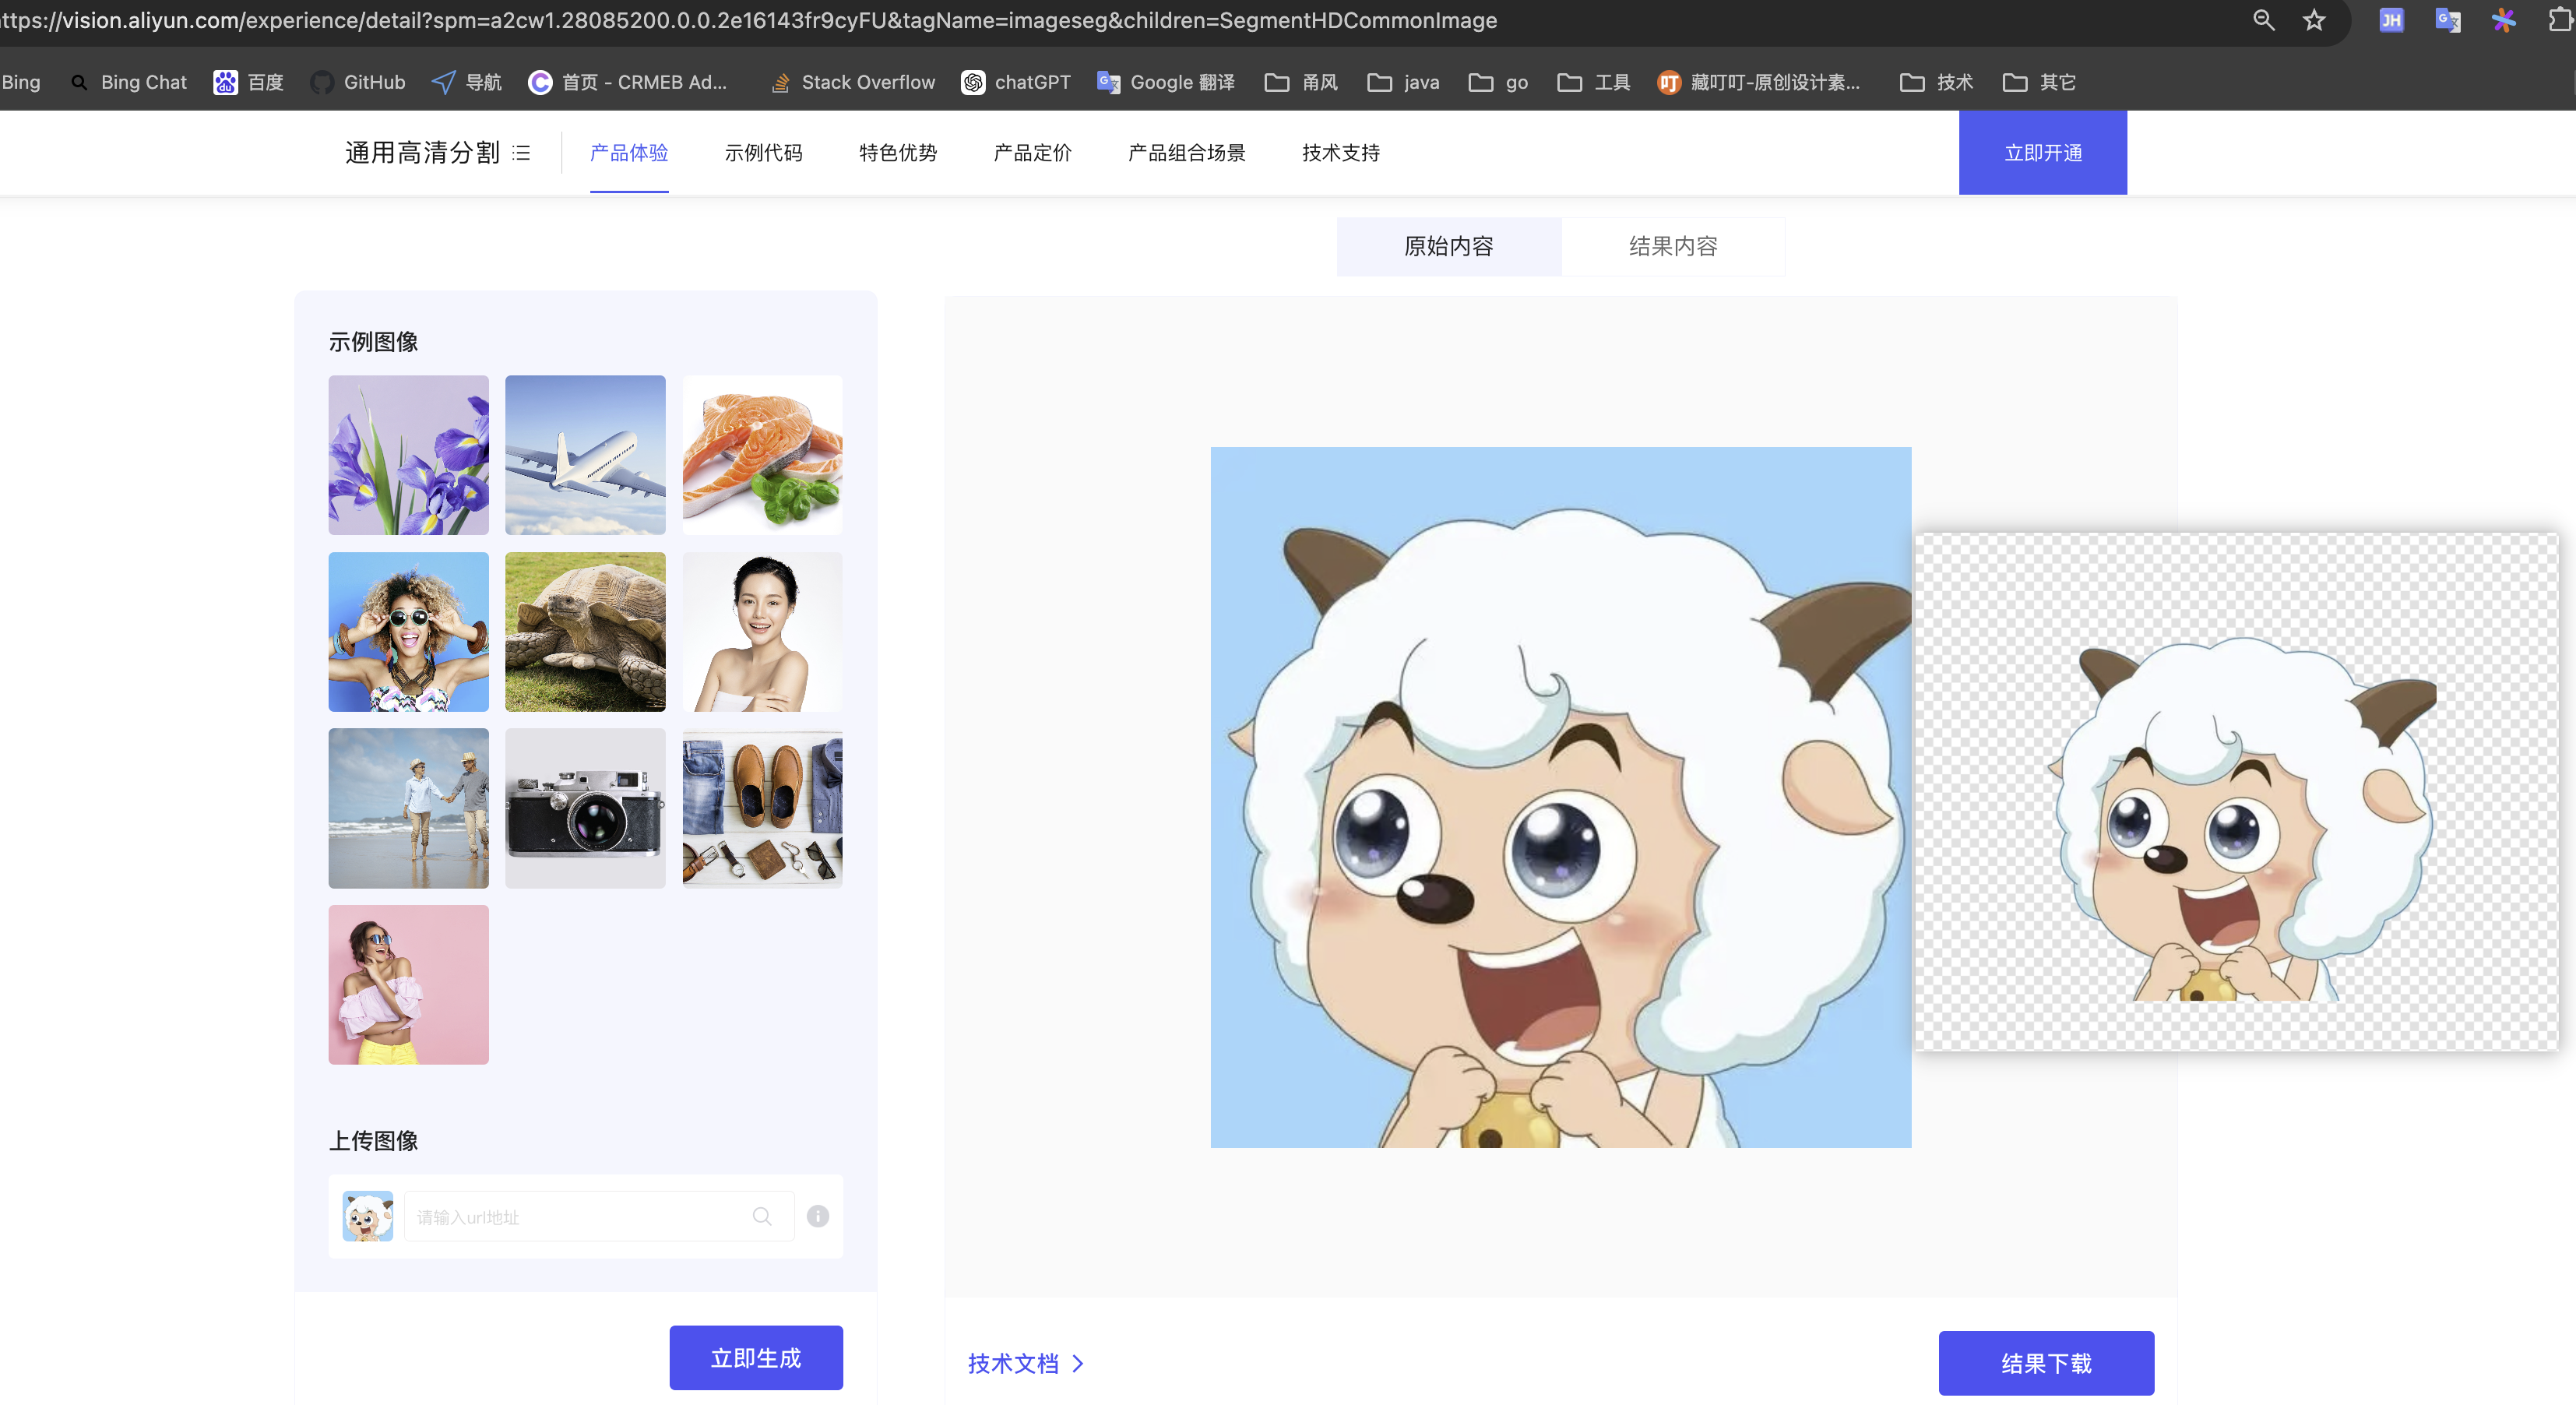 ttps://vision.aliyun.com/experience/detail?spm=a2cw1.28085200.0.0.2e16143fr9cyFU&tagName=imageseg&children=SegmentHDCommonImage
JH
Bing Bing Chat 百度 GitHub 导航 首页 - CRMEB Ad... Stack Overflow chatGPT Google 翻译 甬风 java go 工具 藏叮叮-原创设计素... 技术 其它
通用高清分割 产品体验 示例代码 特色优势 产品定价 产品组合场景 技术支持 立即开通
原始内容 结果内容
示例图像
上传图像
请输入url地址
立即生成
技术文档 >
结果下载